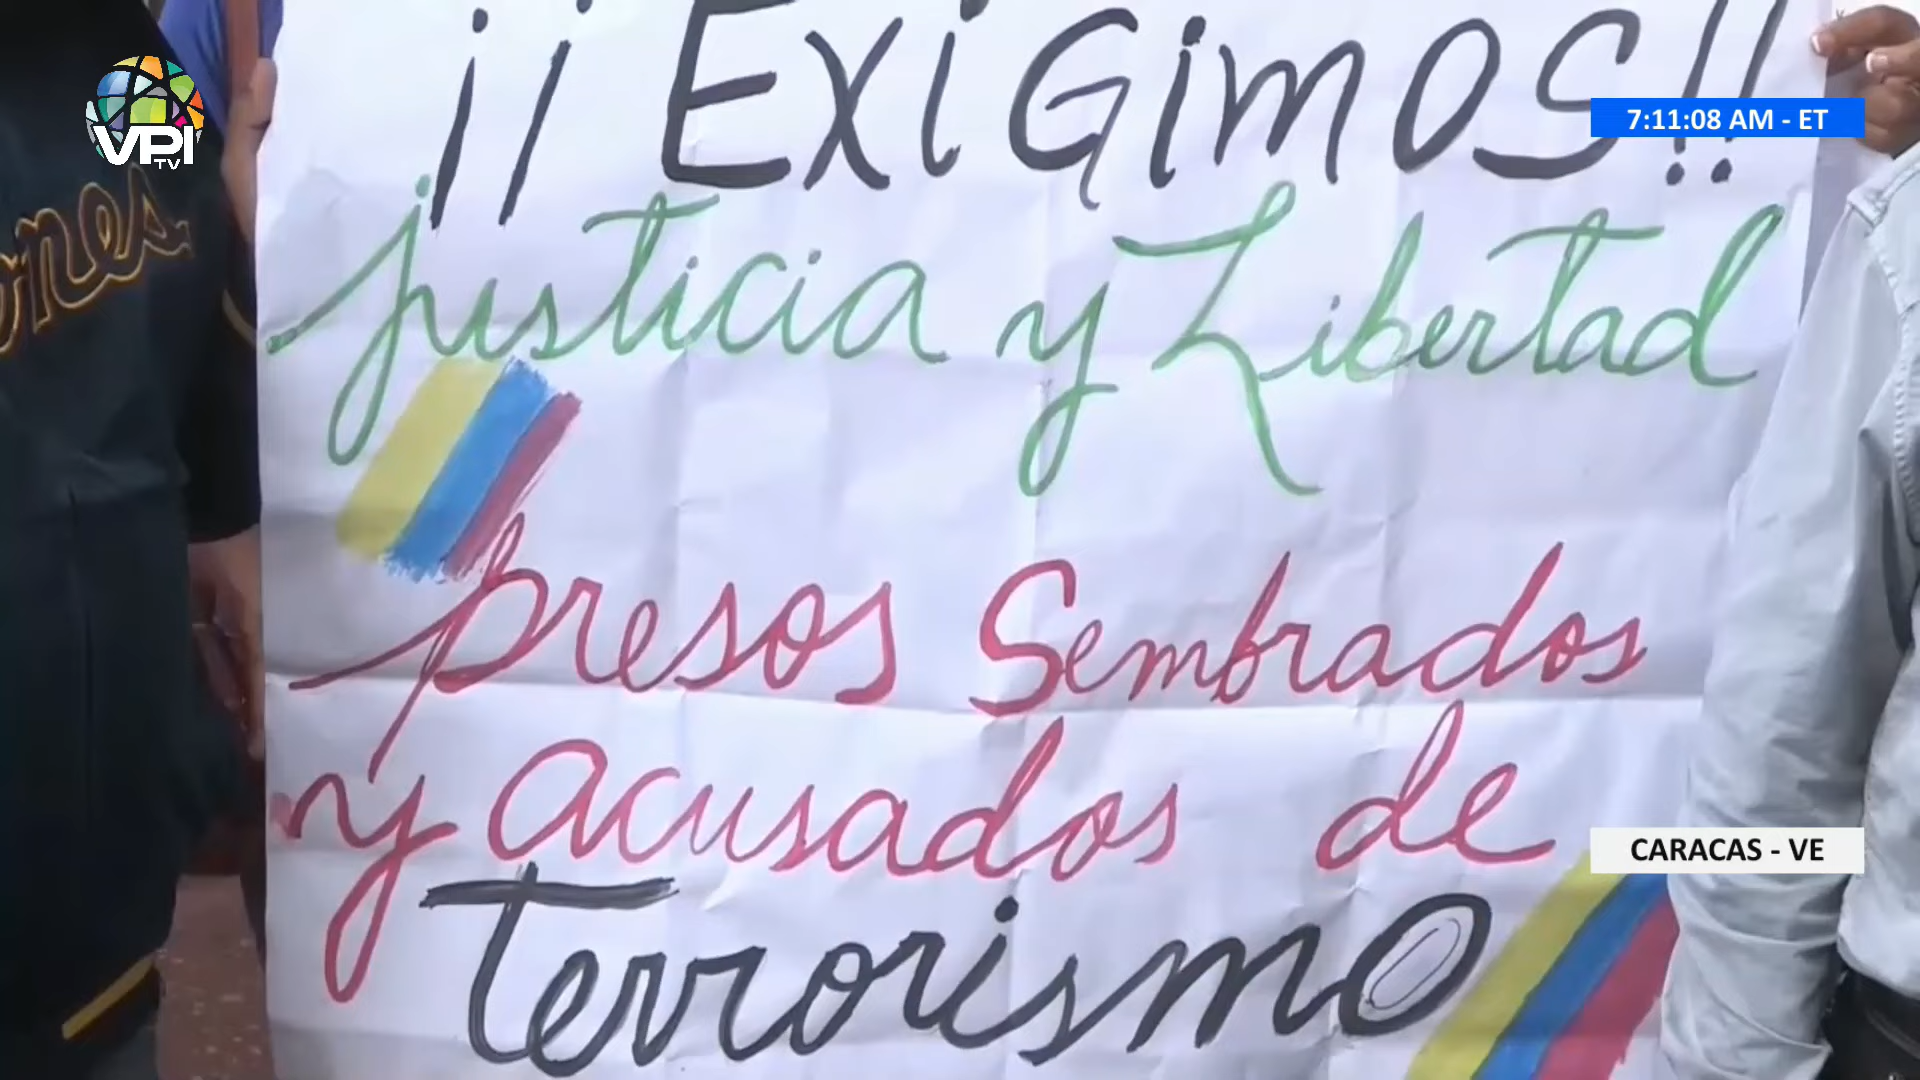 ¡¡ExiGimos!!
justicia y Libertad
presos Sembrados
y acusados de
Terrorismo
VPI
TV
7:11:08 AM - ET
CARACAS - VE